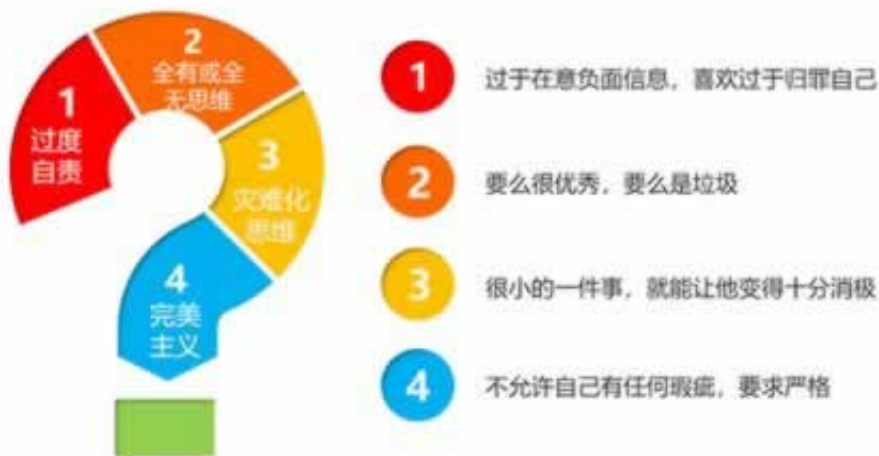 1
过度
自责
2
全有或全
无思维
3
灾难化
思维
4
完美
主义
1 过于在意负面信息，喜欢过于归罪自己
2 要么很优秀，要么是垃圾
3 很小的一件事，就能让他变得十分消极
4 不允许自己有任何瑕疵，要求严格